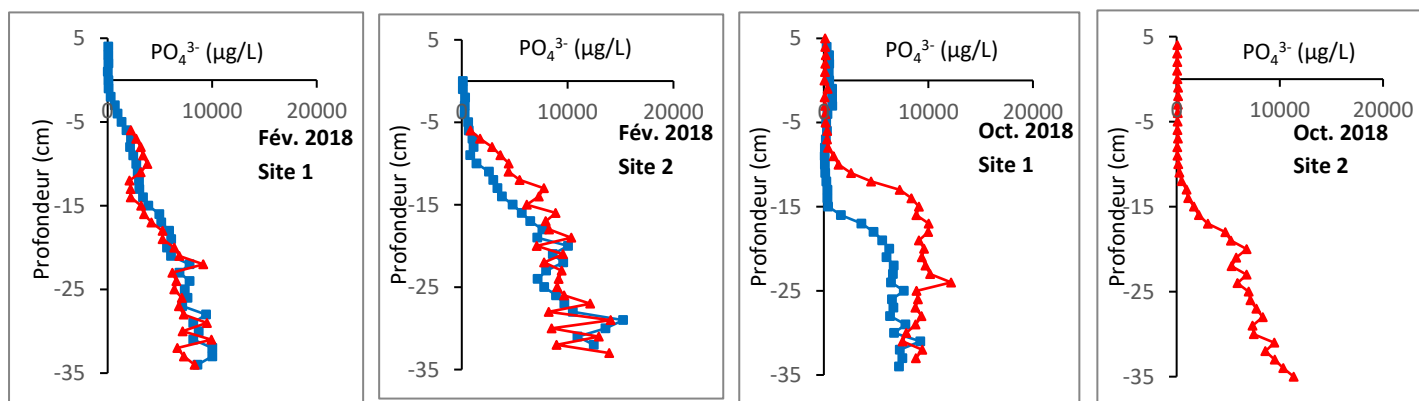 PO₄³⁻ (µg/L)
5
-5
-15
-25
-35
0 10000 20000
Profondeur (cm)
Fév. 2018
Site 1
PO₄³⁻ (µg/L)
5
-5
-15
-25
-35
0 10000 20000
Profondeur (cm)
Fév. 2018
Site 2
PO₄³⁻ (µg/L)
5
-5
-15
-25
-35
0 10000 20000
Profondeur (cm)
Oct. 2018
Site 1
PO₄³⁻ (µg/L)
5
-5
-15
-25
-35
0 10000 20000
Profondeur (cm)
Oct. 2018
Site 2